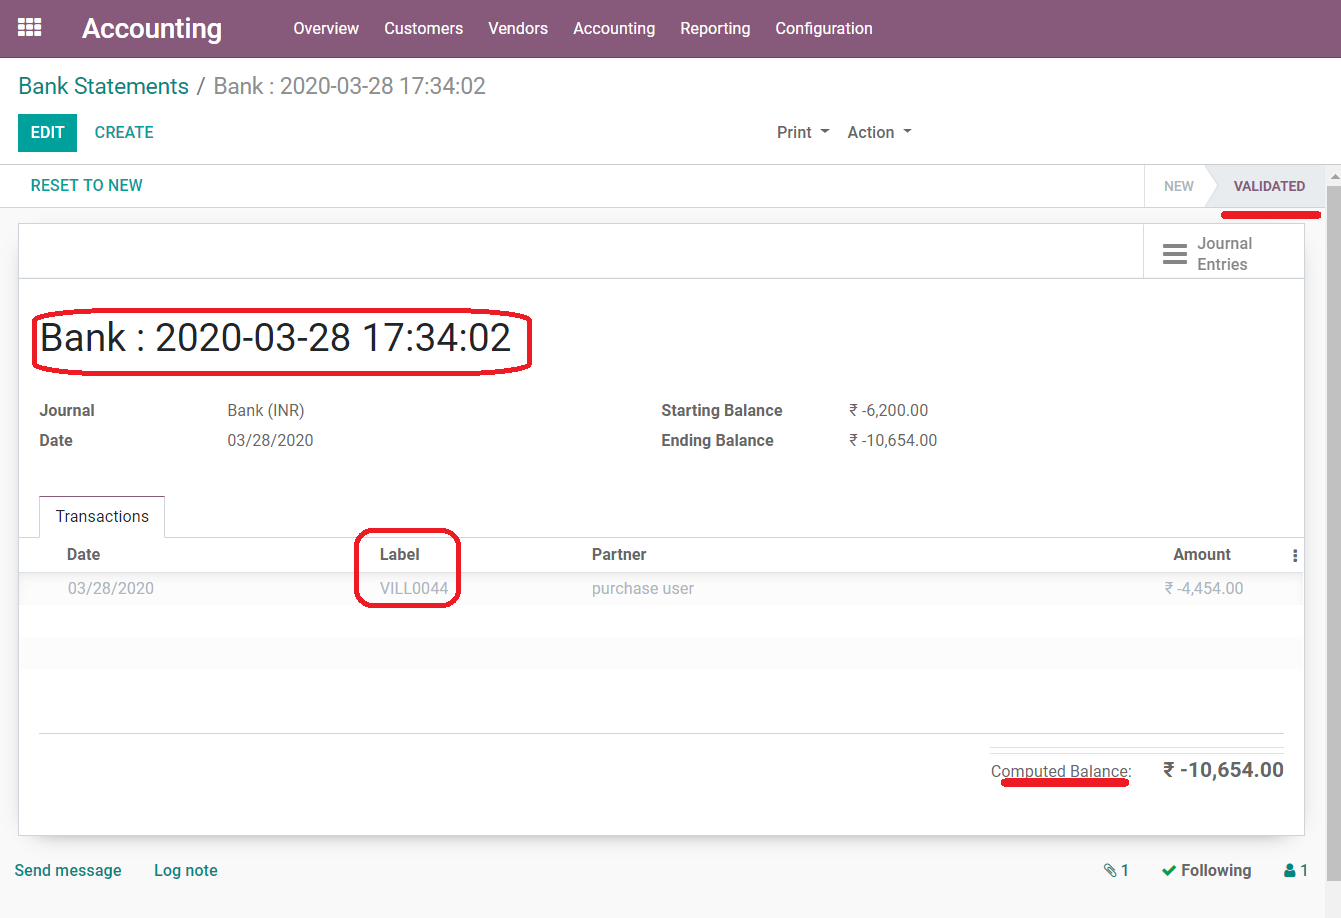 Accounting Overview Customers Vendors Accounting Reporting Configuration
Bank Statements / Bank : 2020-03-28 17:34:02
EDIT CREATE Print Action
RESET TO NEW NEW VALIDATED
Journal
Entries
Bank : 2020-03-28 17:34:02
Journal Bank (INR) Starting Balance ₹ -6,200.00
Date 03/28/2020 Ending Balance ₹ -10,654.00
Transactions
Date Label Partner Amount
03/28/2020 VILL0044 purchase user ₹ -4,454.00
Computed Balance: ₹ -10,654.00
Send message Log note 1 Following 1